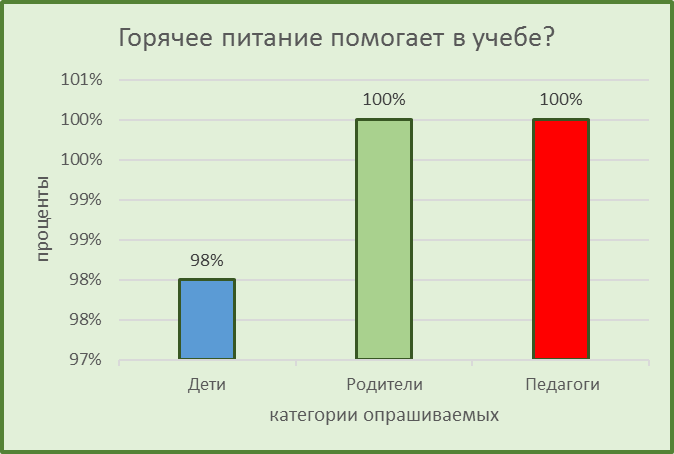 Горячее питание помогает в учебе?
101%
100%
100%
99%
99%
98%
98%
97%
проценты
98%
100%
100%
Дети
Родители
Педагоги
категории опрашиваемых